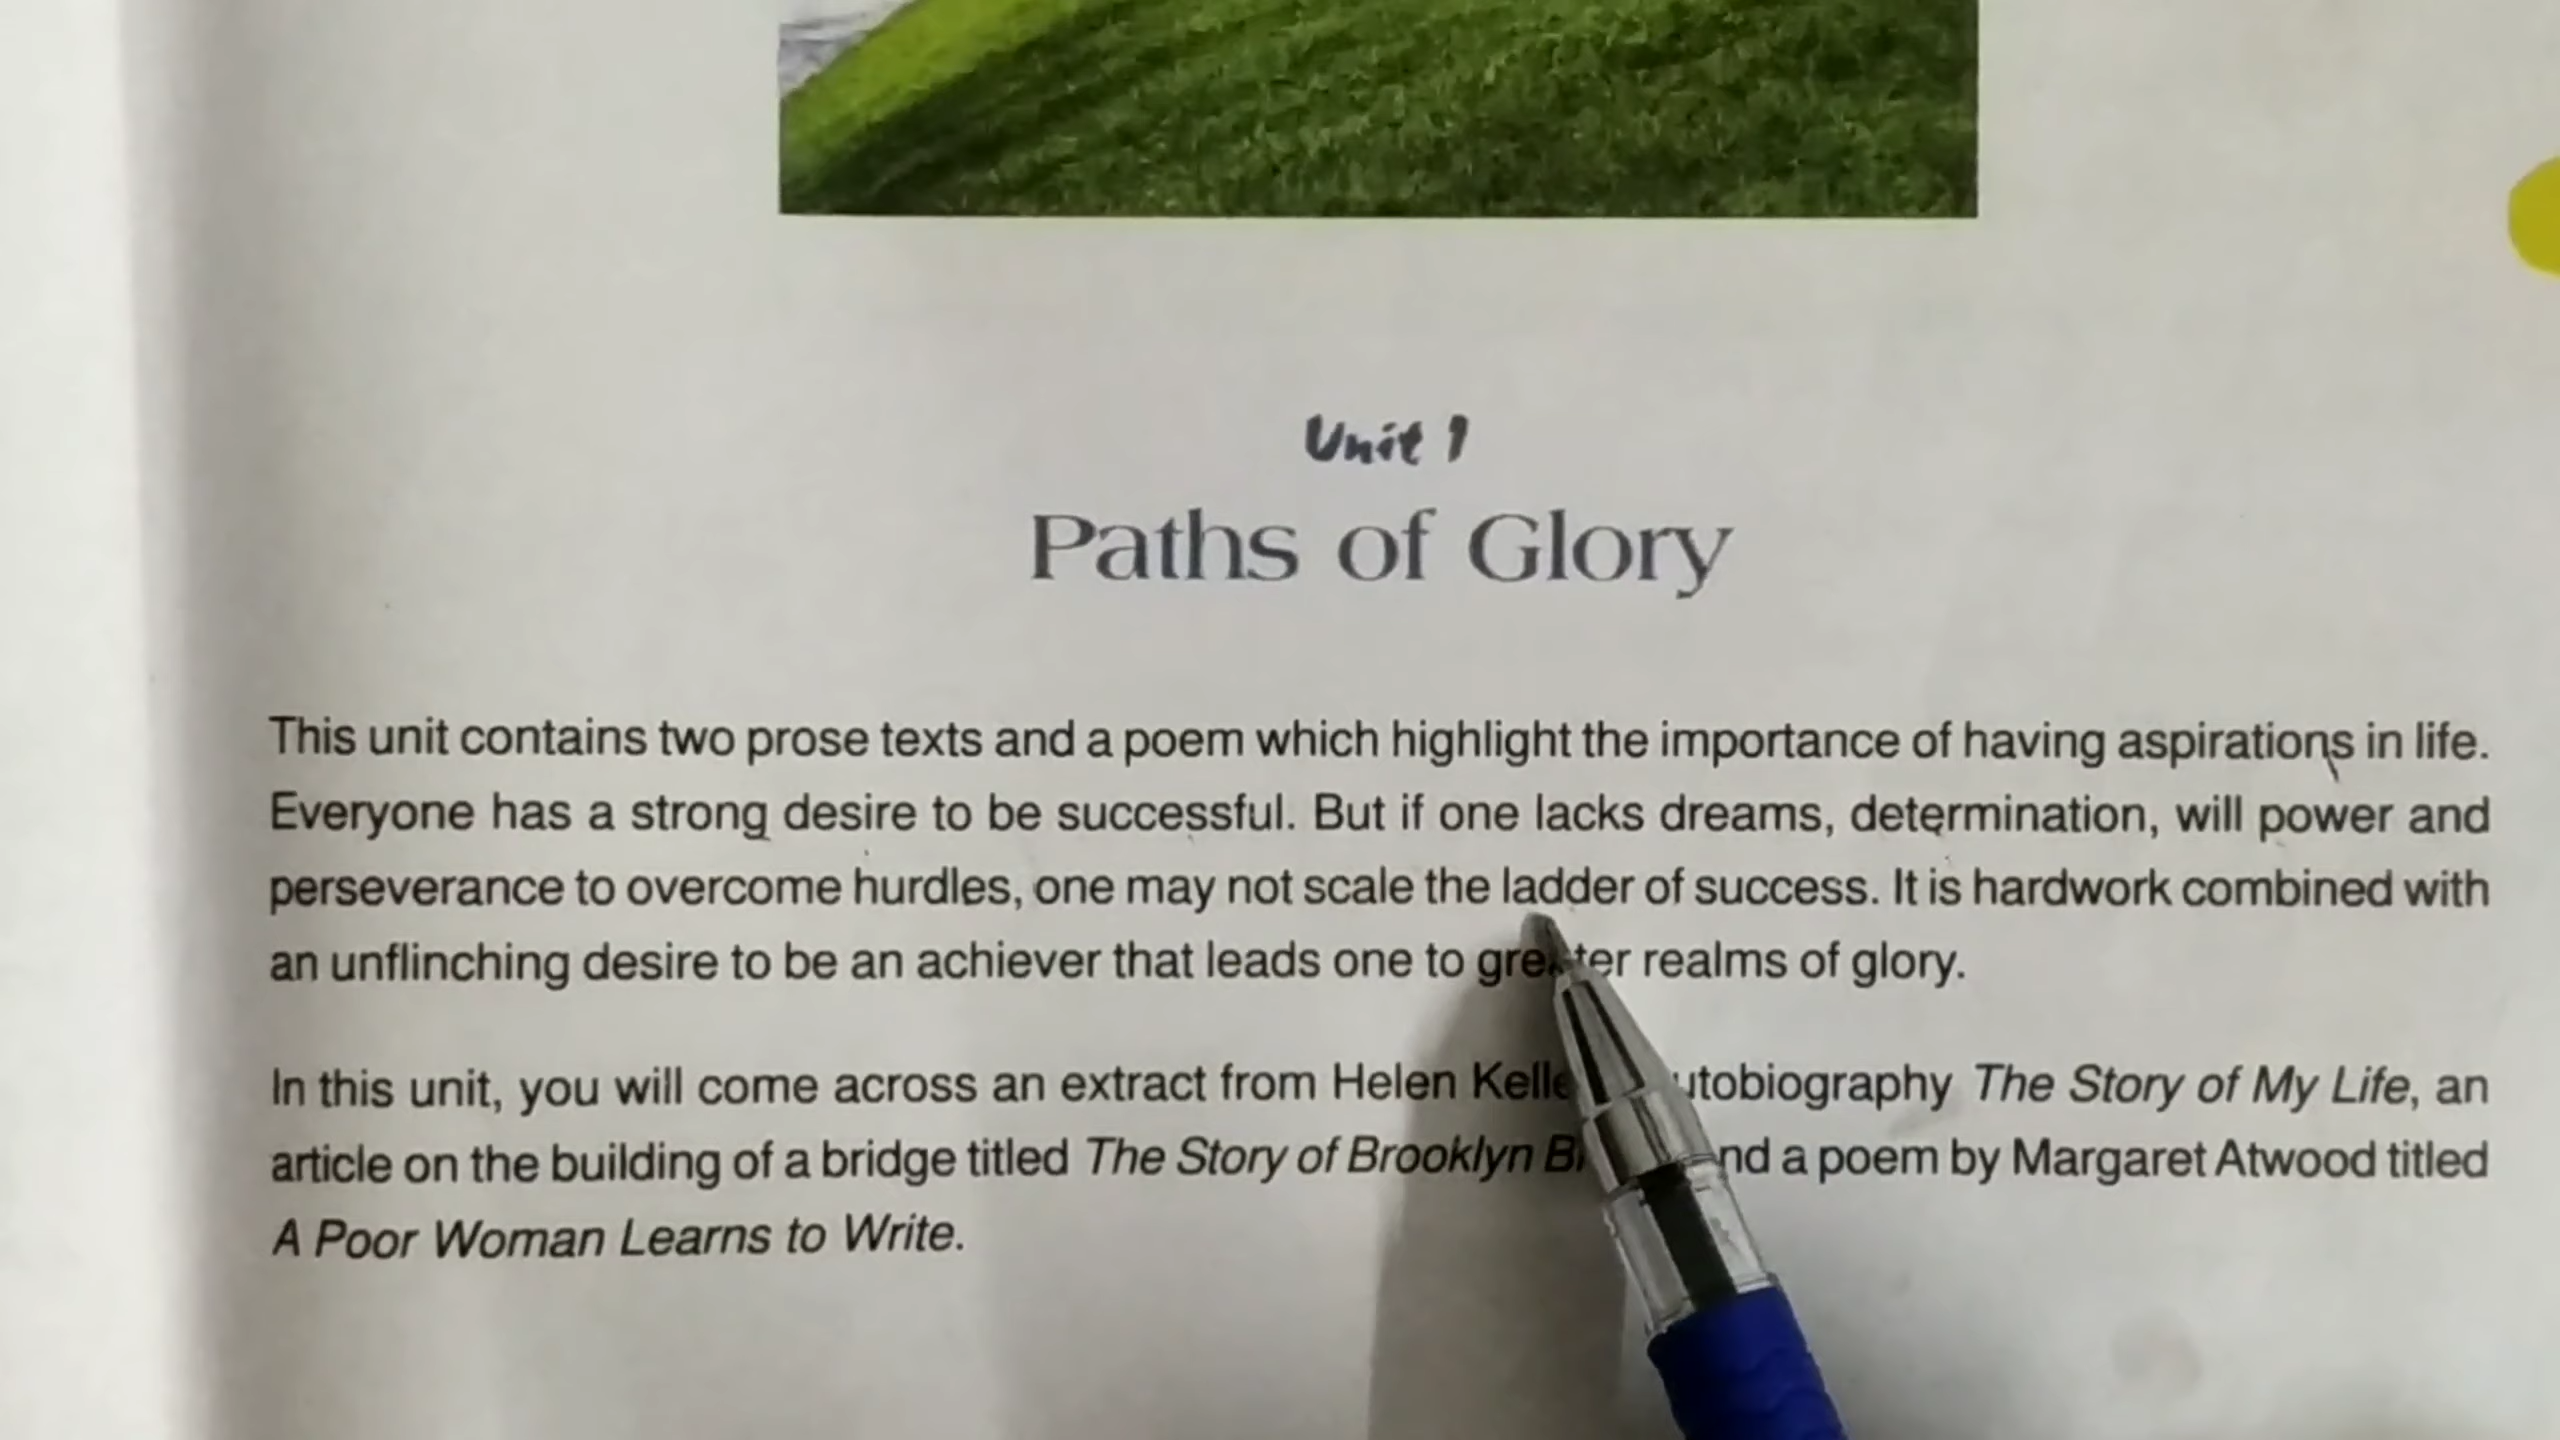 Unit 1
Paths of Glory
This unit contains two prose texts and a poem which highlight the importance of having aspirations in life.
Everyone has a strong desire to be successful. But if one lacks dreams, determination, will power and
perseverance to overcome hurdles, one may not scale the ladder of success. It is hardwork combined with
an unflinching desire to be an achiever that leads one to greater realms of glory.
In this unit, you will come across an extract from Helen The Story of My Life, an
article on the building of a bridge titled The Story of Brooklyn a poem by Margaret Atwood titled
A Poor Woman Learns to Write.